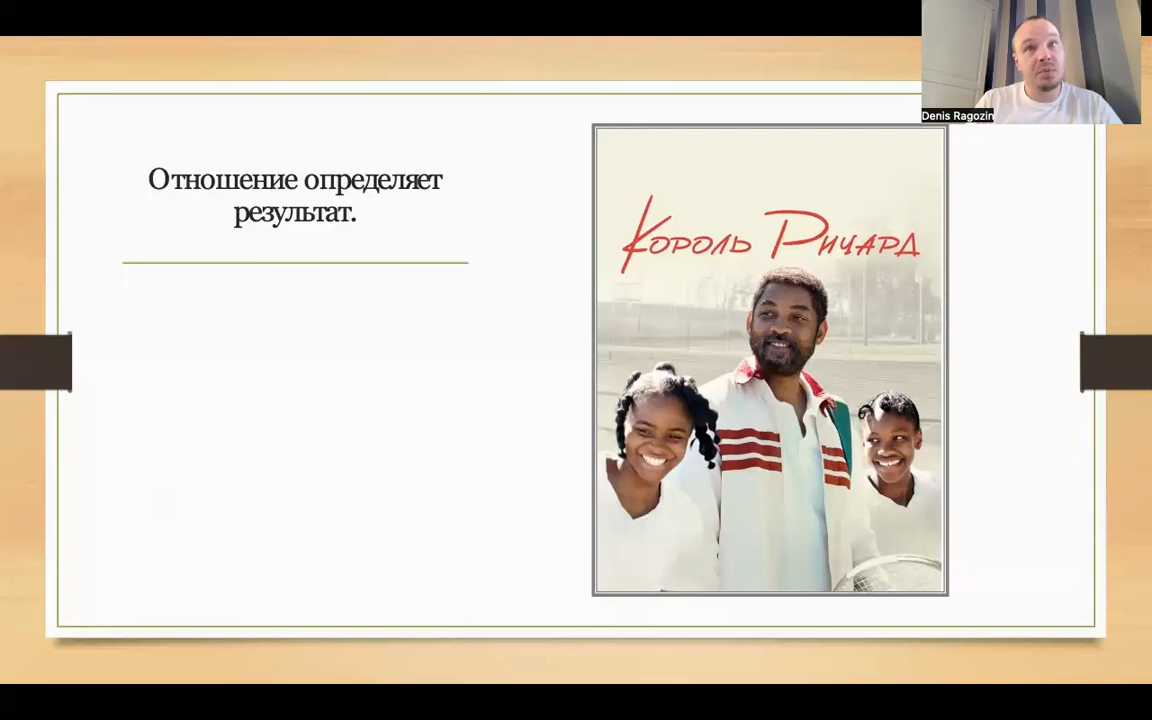 Denis Ragozin
Отношение определяет
результат.
Король Ричард